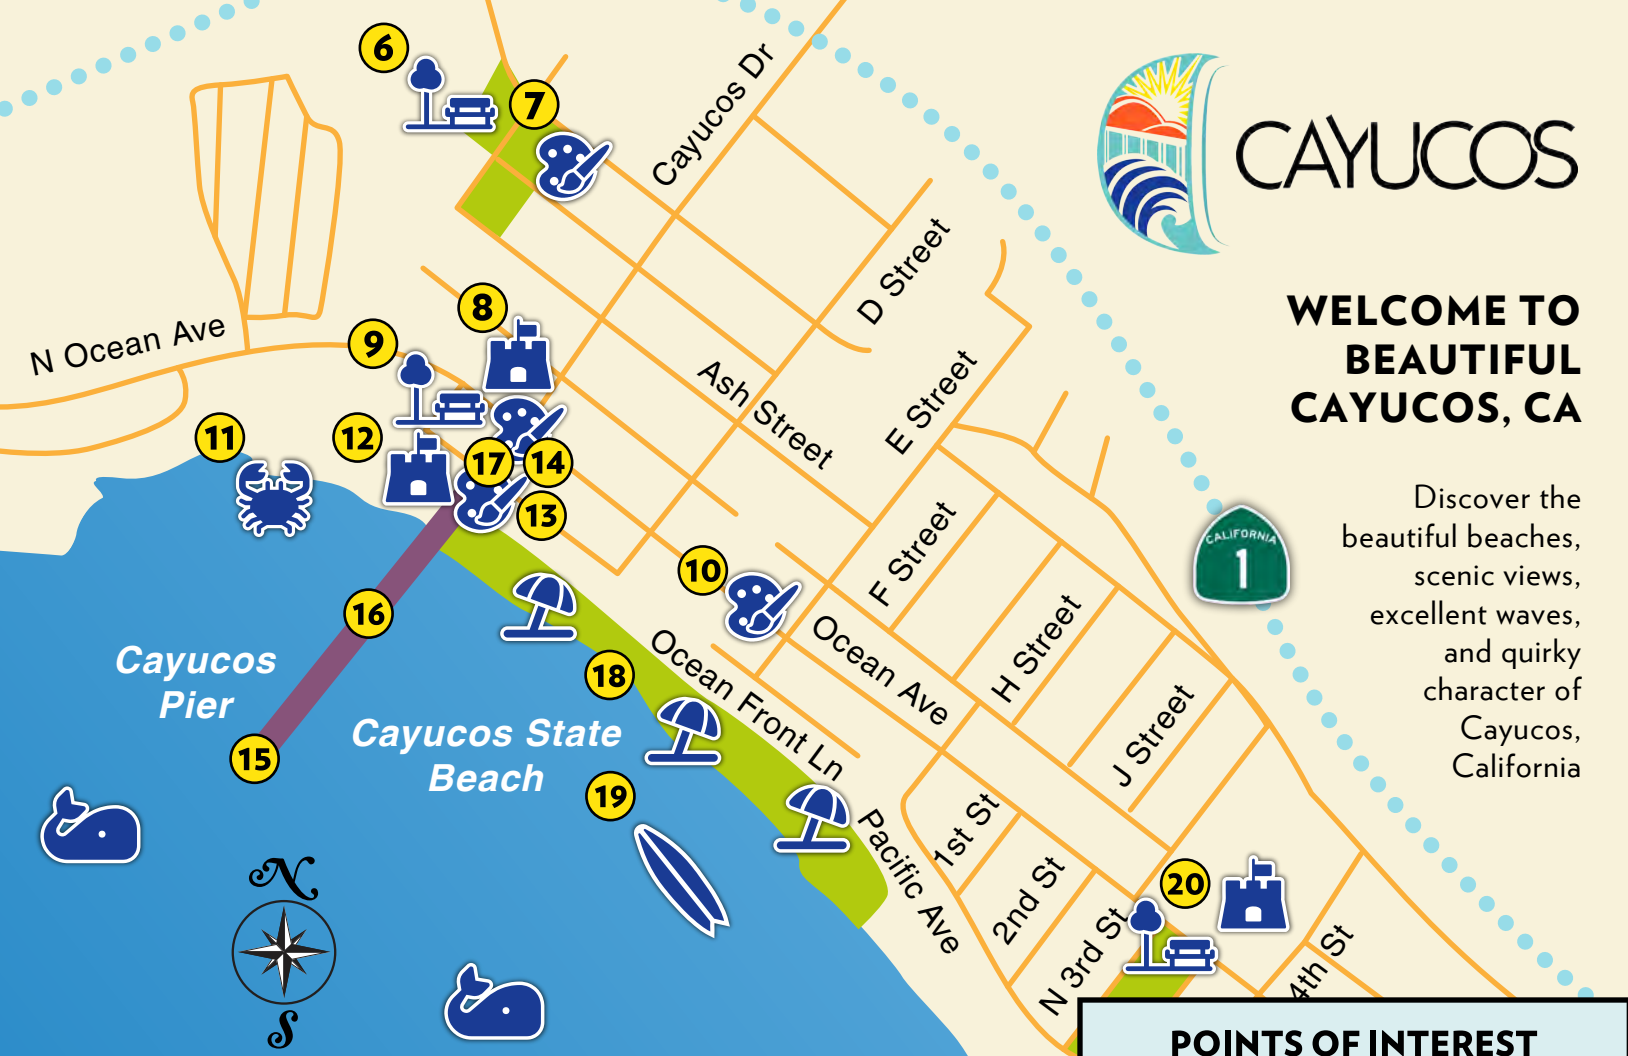 6
7
Cayucos Dr
CAYUCOS
D Street
WELCOME TO
BEAUTIFUL
CAYUCOS, CA
N Ocean Ave
8
9
Ash Street
E Street
11
12
17
14
13
Discover the
beautiful beaches,
scenic views,
excellent waves,
and quirky
character of
Cayucos,
California
CALIFORNIA
1
10
F Street
16
Cayucos
Pier
H Street
Ocean Ave
18
Ocean Front Ln
J Street
15
Cayucos State
Beach
19
1st St
Pacific Ave
2nd St
N 3rd St
20
4th St
N
S
POINTS OF INTEREST